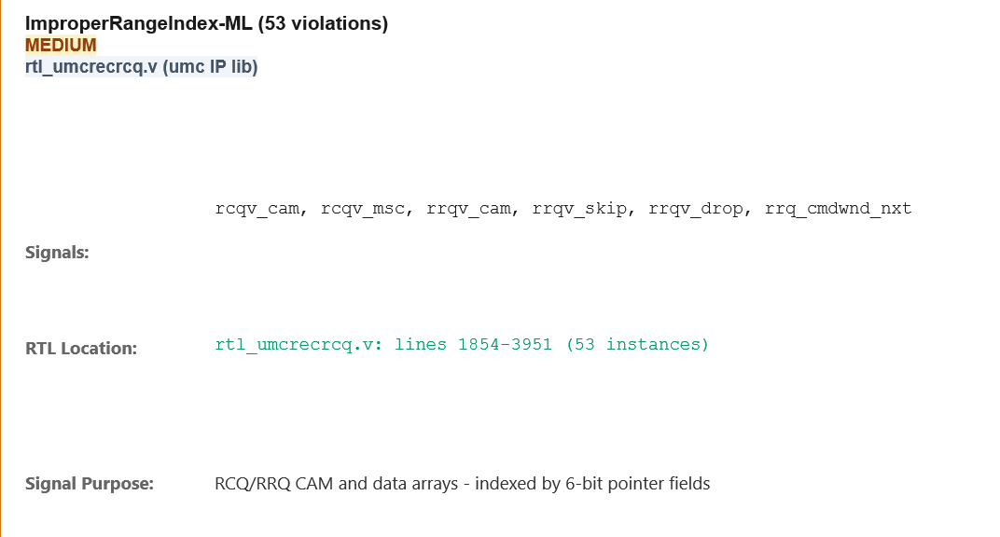 ImproperRangeIndex-ML (53 violations)
MEDIUM
rtl_umcrecrcq.v (umc IP lib)
rcqv_cam, rcqv_msc, rrqv_cam, rrqv_skip, rrqv_drop, rrq_cmdwnd_nxt
Signals:
RTL Location: rtl_umcrecrcq.v: lines 1854-3951 (53 instances)
Signal Purpose: RCQ/RRQ CAM and data arrays - indexed by 6-bit pointer fields